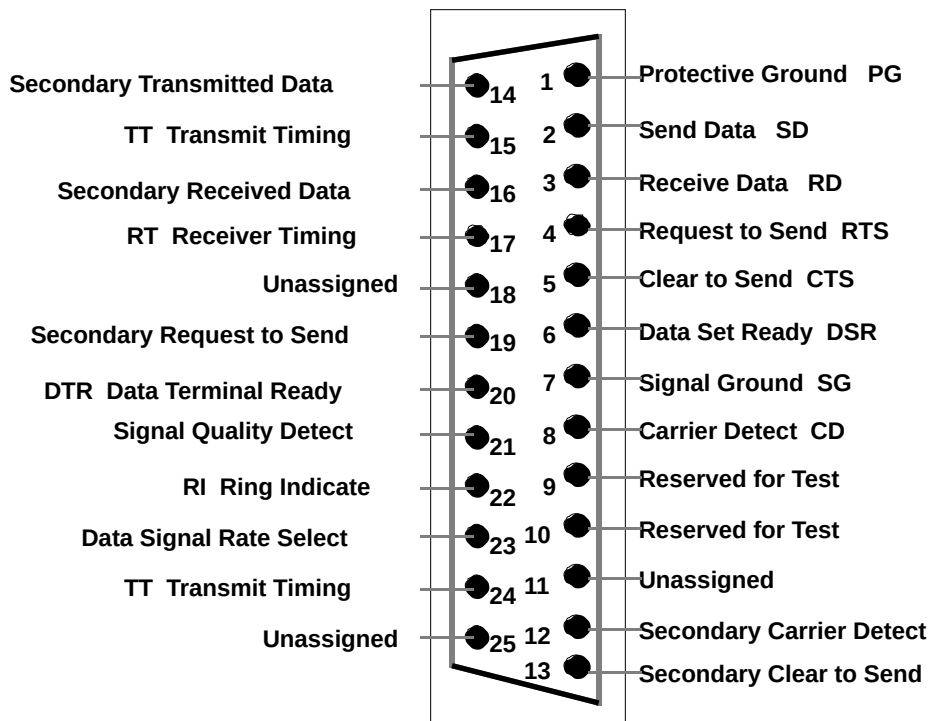 Secondary Transmitted Data 14 1 Protective Ground PG
TT Transmit Timing 15 2 Send Data SD
Secondary Received Data 16 3 Receive Data RD
RT Receiver Timing 17 4 Request to Send RTS
Unassigned 18 5 Clear to Send CTS
Secondary Request to Send 19 6 Data Set Ready DSR
DTR Data Terminal Ready 20 7 Signal Ground SG
Signal Quality Detect 21 8 Carrier Detect CD
RI Ring Indicate 22 9 Reserved for Test
Data Signal Rate Select 23 10 Reserved for Test
TT Transmit Timing 24 11 Unassigned
Unassigned 25 12 Secondary Carrier Detect
13 Secondary Clear to Send